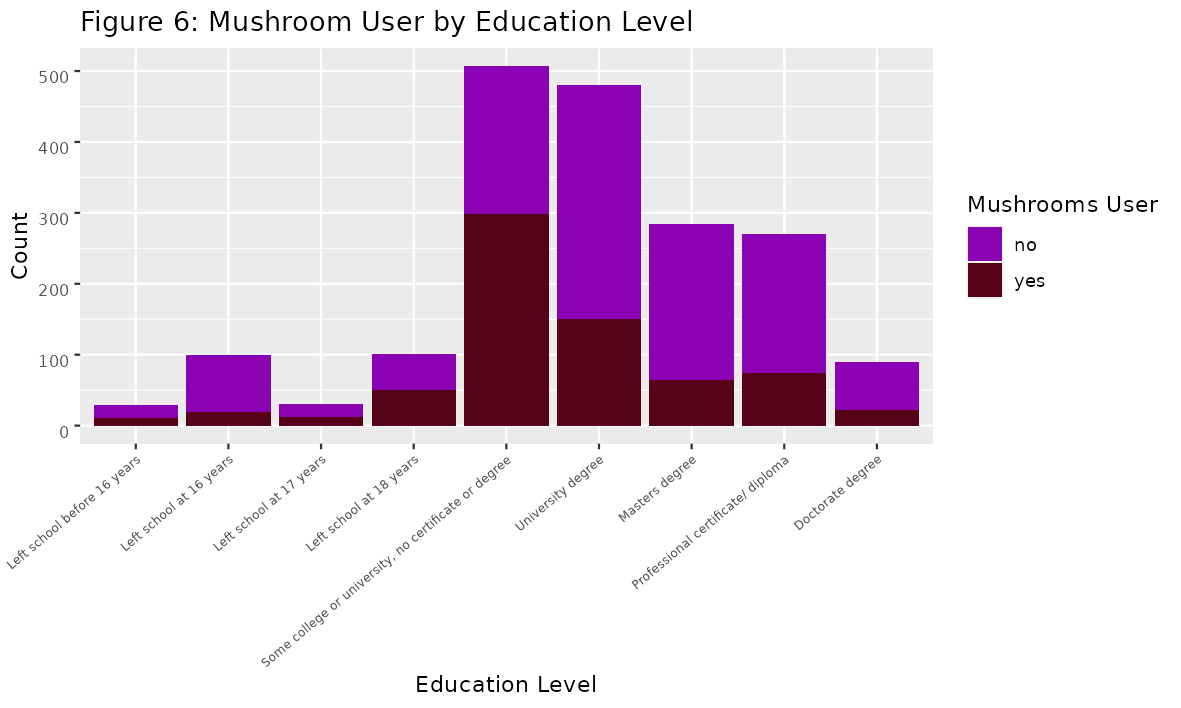 Figure 6: Mushroom User by Education Level
500
400
300
200
100
0
Count
Mushrooms User
no
yes
Left school before 16 years
Left school at 16 years
Left school at 17 years
Left school at 18 years
Some college or university, no certificate or degree
University degree
Masters degree
Professional certificate/ diploma
Doctorate degree
Education Level